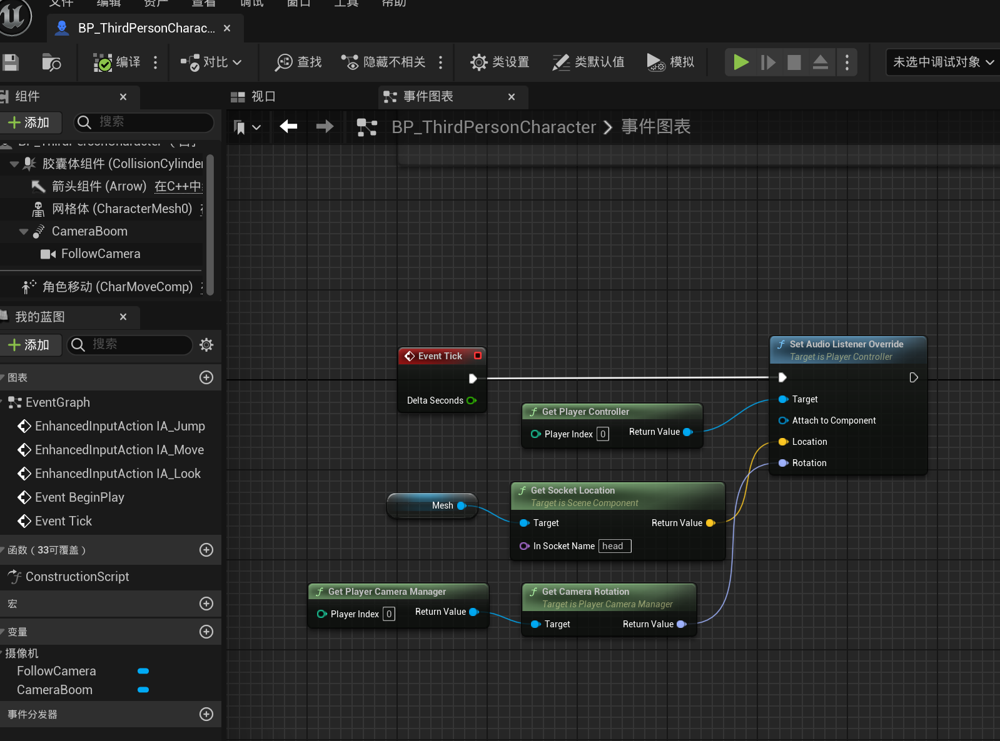 文件 编辑 资产 查看 调试 窗口 工具 帮助
BP_ThirdPersonCharac...
编译 对比 查找 隐藏不相关 类设置 类默认值 模拟 未选中调试对象
组件 视口 事件图表
添加 搜索
BP_ThirdPersonCharacter > 事件图表
BP_ThirdPersonCharacter
胶囊体组件 (CollisionCylinder
箭头组件 (Arrow) 在C++中
网格体 (CharacterMesh0)
CameraBoom
FollowCamera
角色移动 (CharMoveComp)
我的蓝图
添加 搜索
图表
EventGraph
EnhancedInputAction IA_Jump
EnhancedInputAction IA_Move
EnhancedInputAction IA_Look
Event BeginPlay
Event Tick
函数 (33可覆盖)
ConstructionScript
宏
变量
摄像机
FollowCamera
CameraBoom
事件分发器
Event Tick
Delta Seconds
Get Player Controller
Player Index 0
Return Value
Set Audio Listener Override
Target is Player Controller
Target
Attach to Component
Location
Rotation
Mesh
Get Socket Location
Target is Scene Component
Target
Return Value
In Socket Name head
Get Player Camera Manager
Player Index 0
Return Value
Get Camera Rotation
Target is Player Camera Manager
Target
Return Value